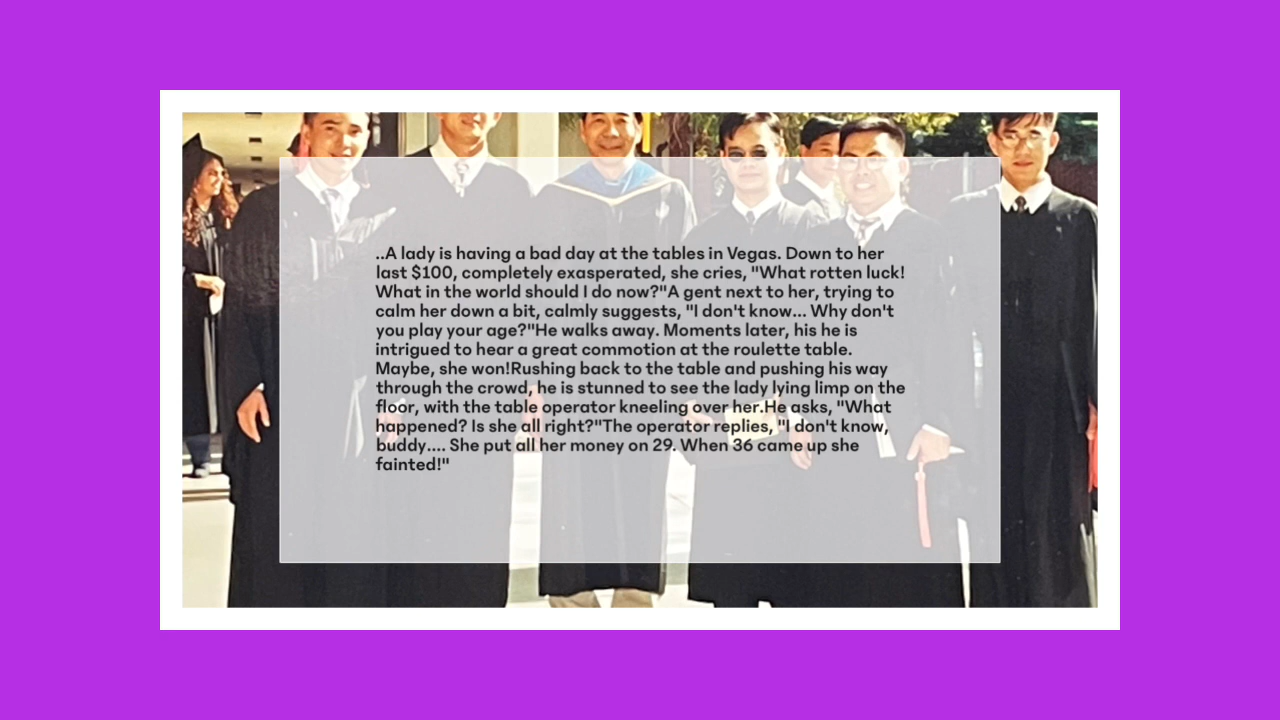 ..A lady is having a bad day at the tables in Vegas. Down to her
last $100, completely exasperated, she cries, "What rotten luck!
What in the world should I do now?"A gent next to her, trying to
calm her down a bit, calmly suggests, "I don't know... Why don't
you play your age?"He walks away. Moments later, his he is
intrigued to hear a great commotion at the roulette table.
Maybe, she won!Rushing back to the table and pushing his way
through the crowd, he is stunned to see the lady lying limp on the
floor, with the table operator kneeling over her.He asks, "What
happened? Is she all right?"The operator replies, "I don't know,
buddy.... She put all her money on 29. When 36 came up she
fainted!"